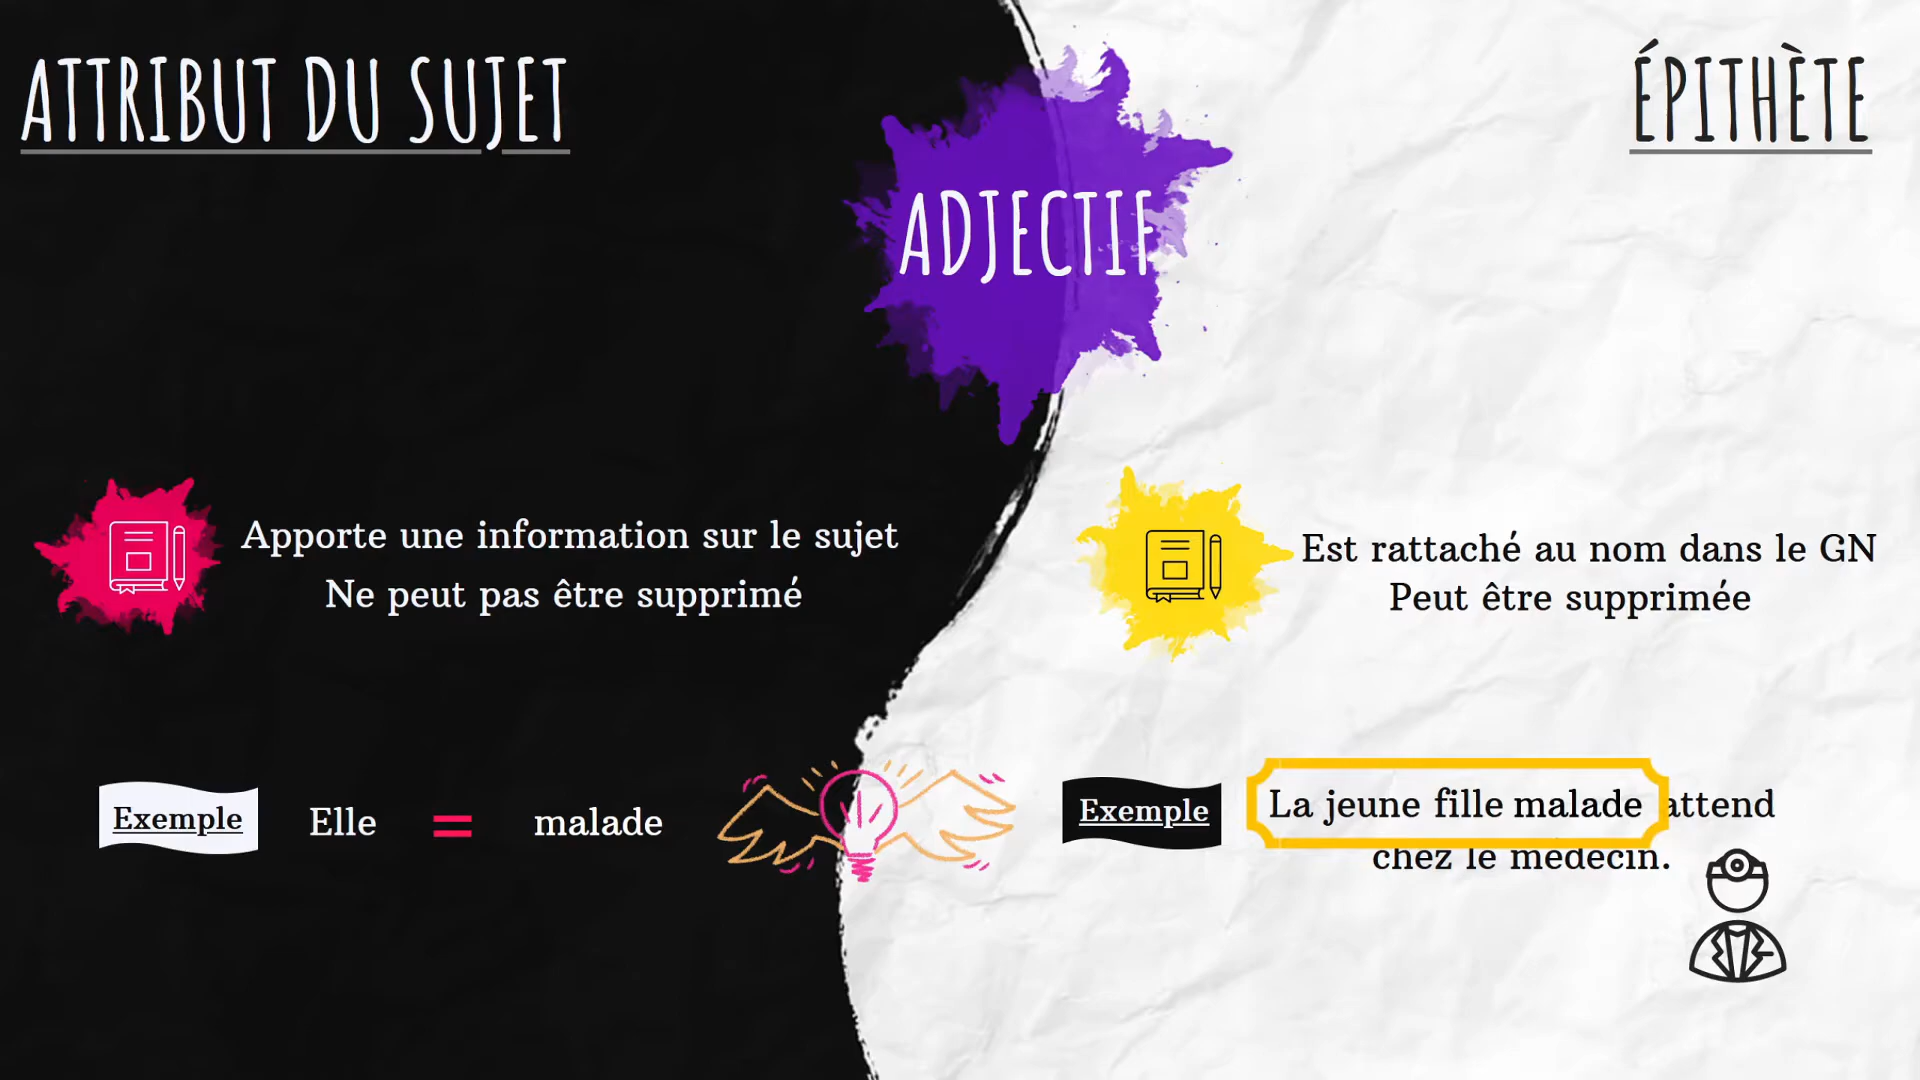 ATTRIBUT DU SUJET
ÉPITHÈTE
ADJECTIF
Apporte une information sur le sujet
Ne peut pas être supprimé
Est rattaché au nom dans le GN
Peut être supprimée
Exemple
Elle = malade
Exemple
La jeune fille malade attend
chez le médecin.